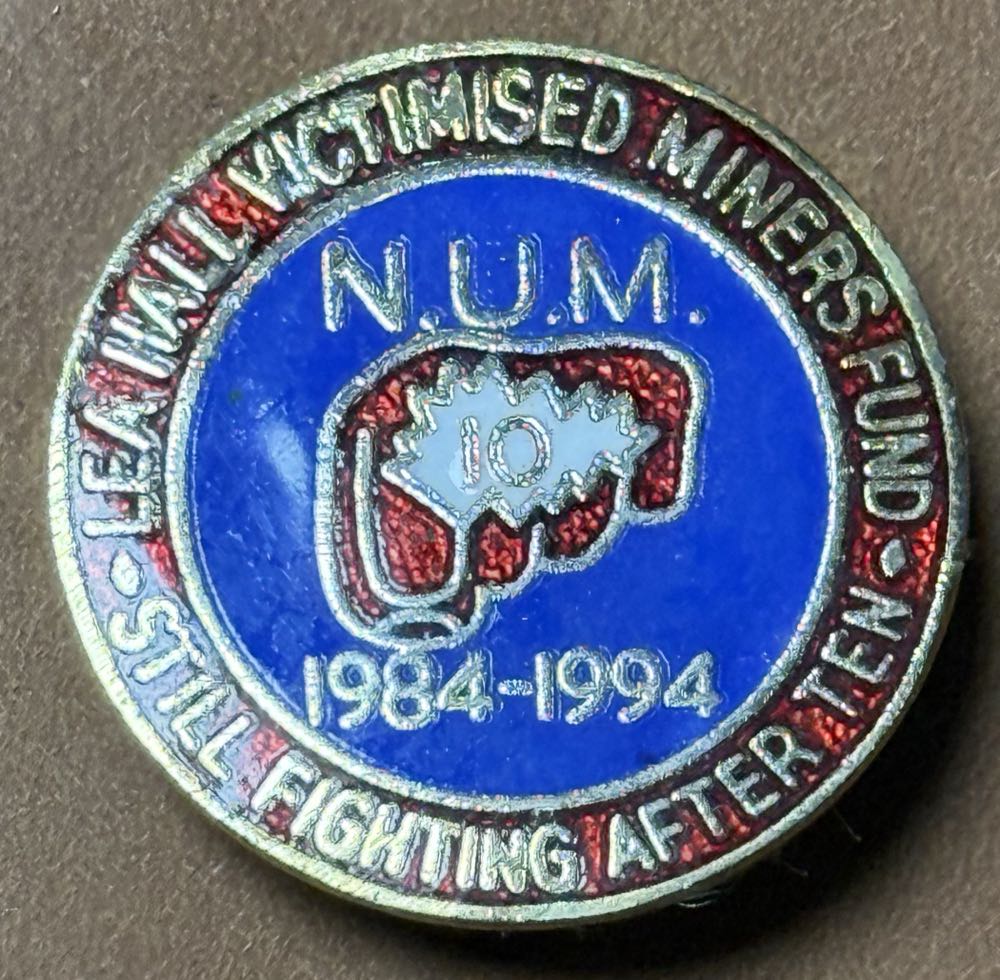 LEA HALL VICTIMISED MINERS FUND
N.U.M.
10
1984-1994
STILL FIGHTING AFTER TEN